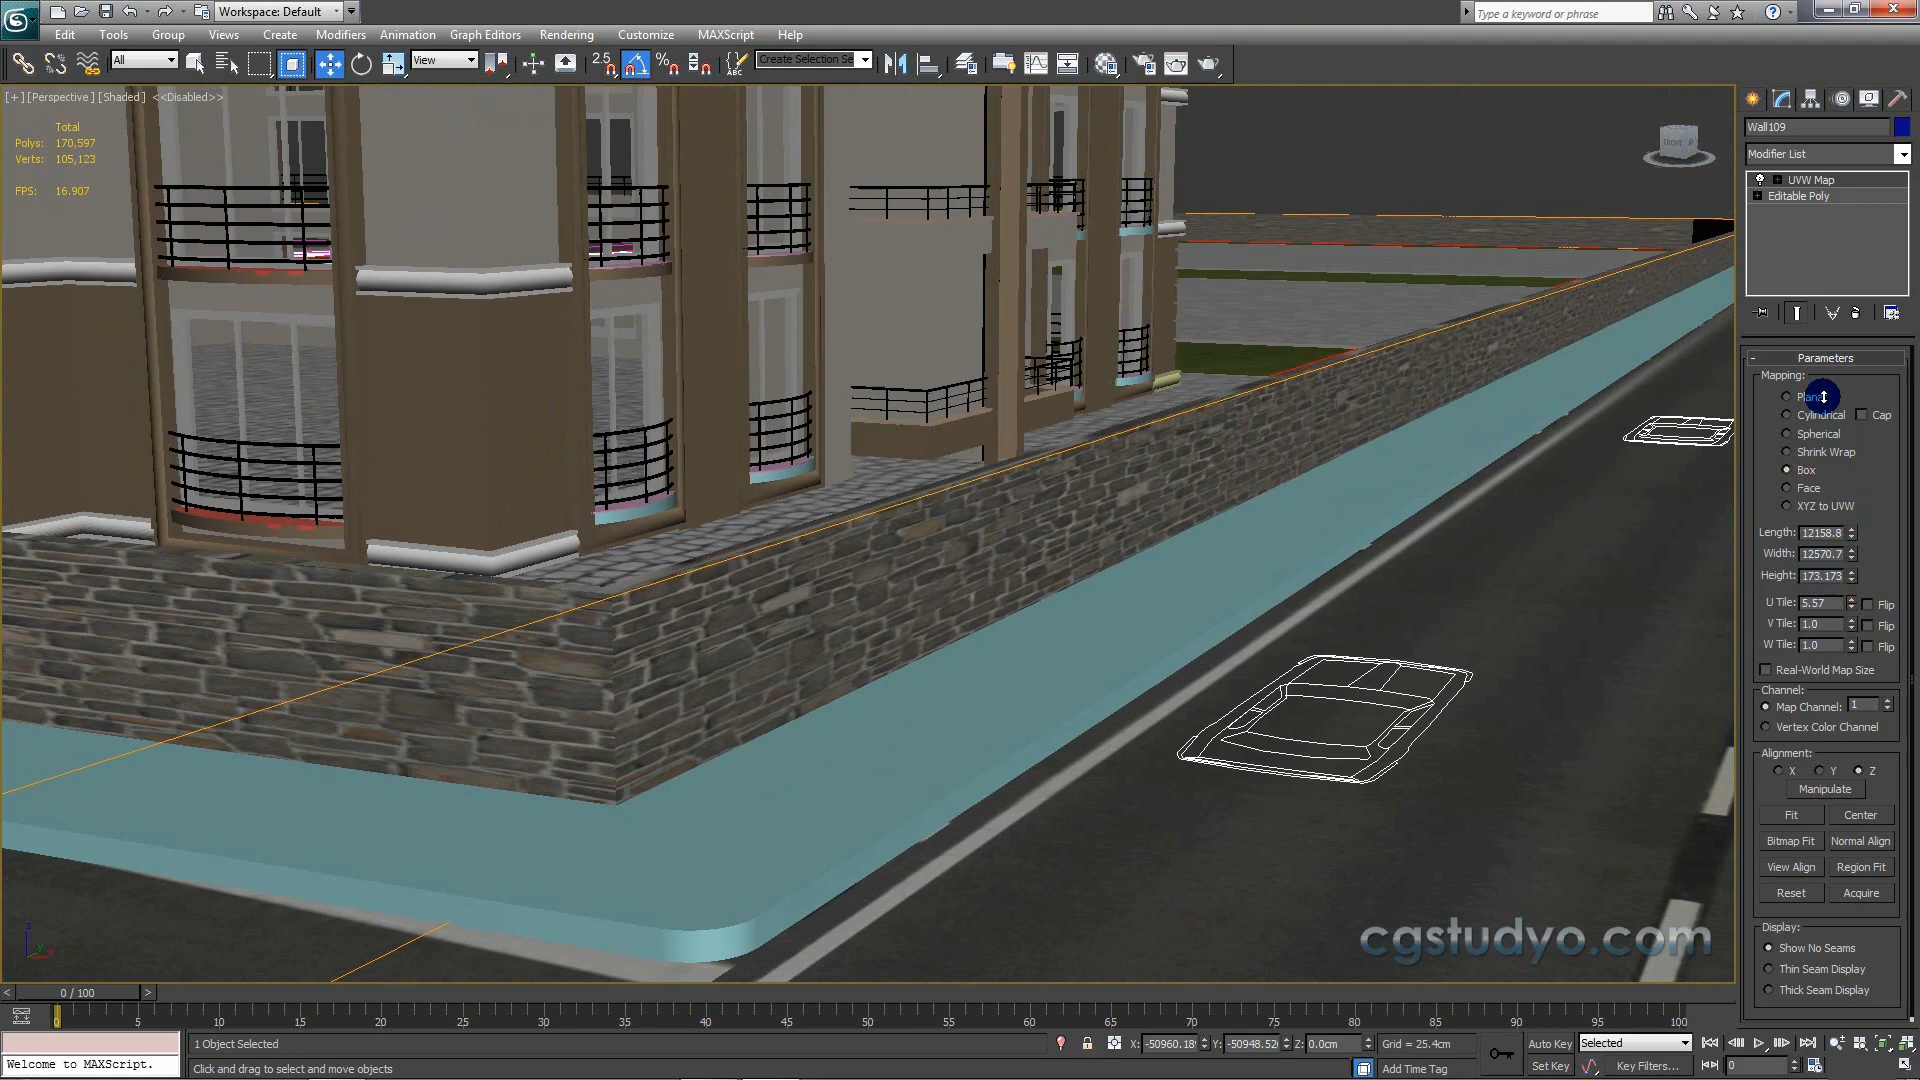 Workspace: Default
Type a keyword or phrase
Edit Tools Group Views Create Modifiers Animation Graph Editors Rendering Customize MAXScript Help
All View 2.5 Create Selection Se
[+] [Perspective] [Shaded] <<Disabled>>
Total
Polys: 170,597
Verts: 105,123
FPS: 16.907
FRONT
Wall109
Modifier List
UVW Map
Editable Poly
Parameters
Mapping:
Planar
Cylindrical Cap
Spherical
Shrink Wrap
Box
Face
XYZ to UVW
Length: 12158.8
Width: 12570.7
Height: 173.173
U Tile: 5.57 Flip
V Tile: 1.0 Flip
W Tile: 1.0 Flip
Real-World Map Size
Channel:
Map Channel: 1
Vertex Color Channel
Alignment:
X Y Z
Manipulate
Fit Center
Bitmap Fit Normal Align
View Align Region Fit
Reset Acquire
Display:
Show No Seams
Thin Seam Display
Thick Seam Display
cgstudyo.com
z y
< 0 / 100 >
0 5 10 15 20 25 30 35 40 45 50 55 60 65 70 75 80 85 90 95 100
1 Object Selected X: -50960.18 Y: -50948.52 Z: 0.0cm Grid = 25.4cm Auto Key Selected
Welcome to MAXScript. Click and drag to select and move objects Add Time Tag Set Key Key Filters... 0